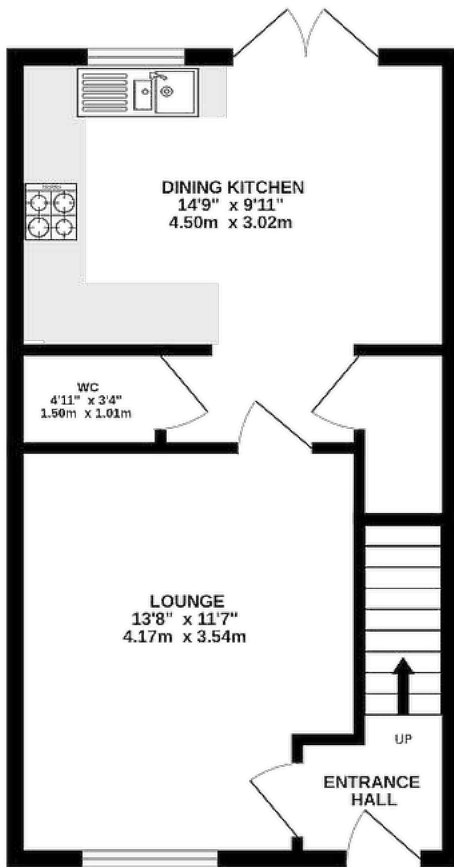 DINING KITCHEN
14'9" x 9'11"
4.50m x 3.02m
WC
4'11" x 3'4"
1.50m x 1.01m
LOUNGE
13'8" x 11'7"
4.17m x 3.54m
UP
ENTRANCE
HALL